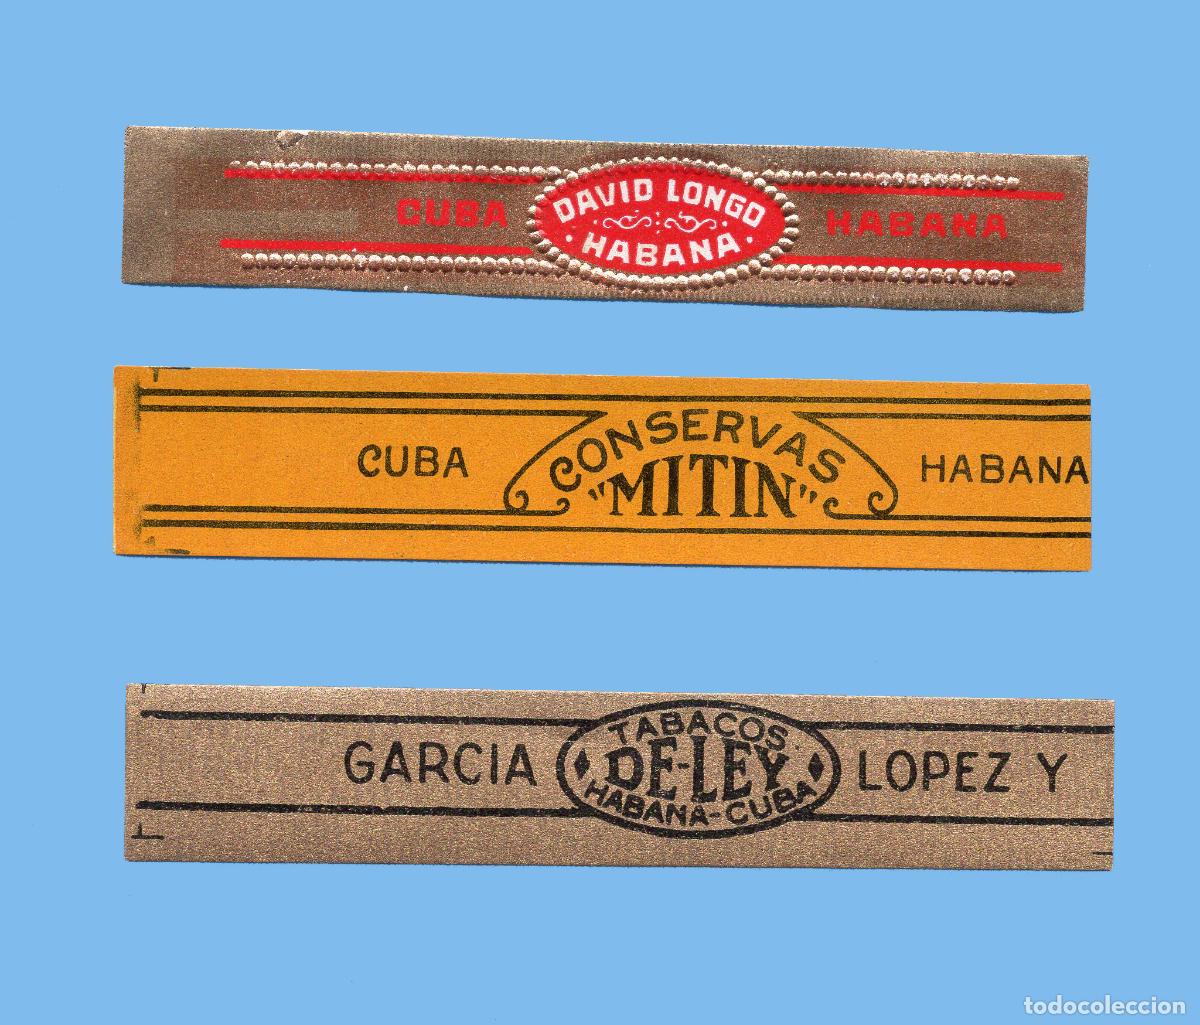 CUBA
DAVID LONGO
· HABANA ·
HABANA
CUBA
CONSERVAS
"MITIN"
HABANA
GARCIA
TABACOS
DE-LEY
HABANA-CUBA
LOPEZ Y
todocoleccion